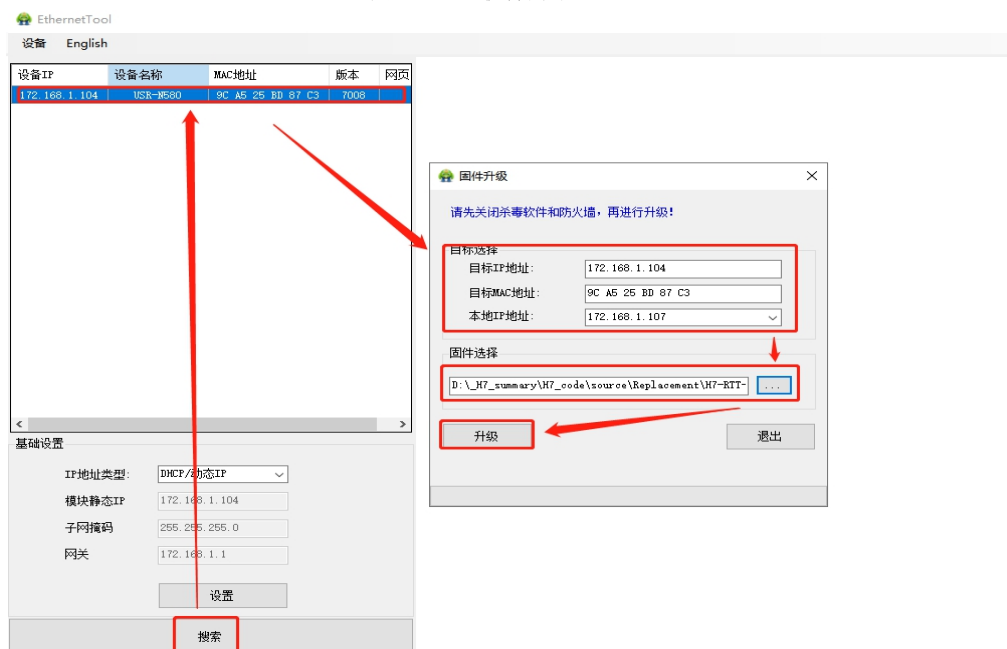 EthernetTool
设备 English
设备IP 设备名称 MAC地址 版本 网页
172.168.1.104 USR-N580 9C A5 25 BD 87 C3 7008
固件升级
请先关闭杀毒软件和防火墙，再进行升级！
目标选择
目标IP地址: 172.168.1.104
目标MAC地址: 9C A5 25 BD 87 C3
本地IP地址: 172.168.1.107
固件选择
D:\_H7_summary\H7_code\source\Replacement\H7-RTT- ...
升级 退出
基础设置
IP地址类型: DHCP/动态IP
模块静态IP 172.168.1.104
子网掩码 255.255.255.0
网关 172.168.1.1
设置
搜索